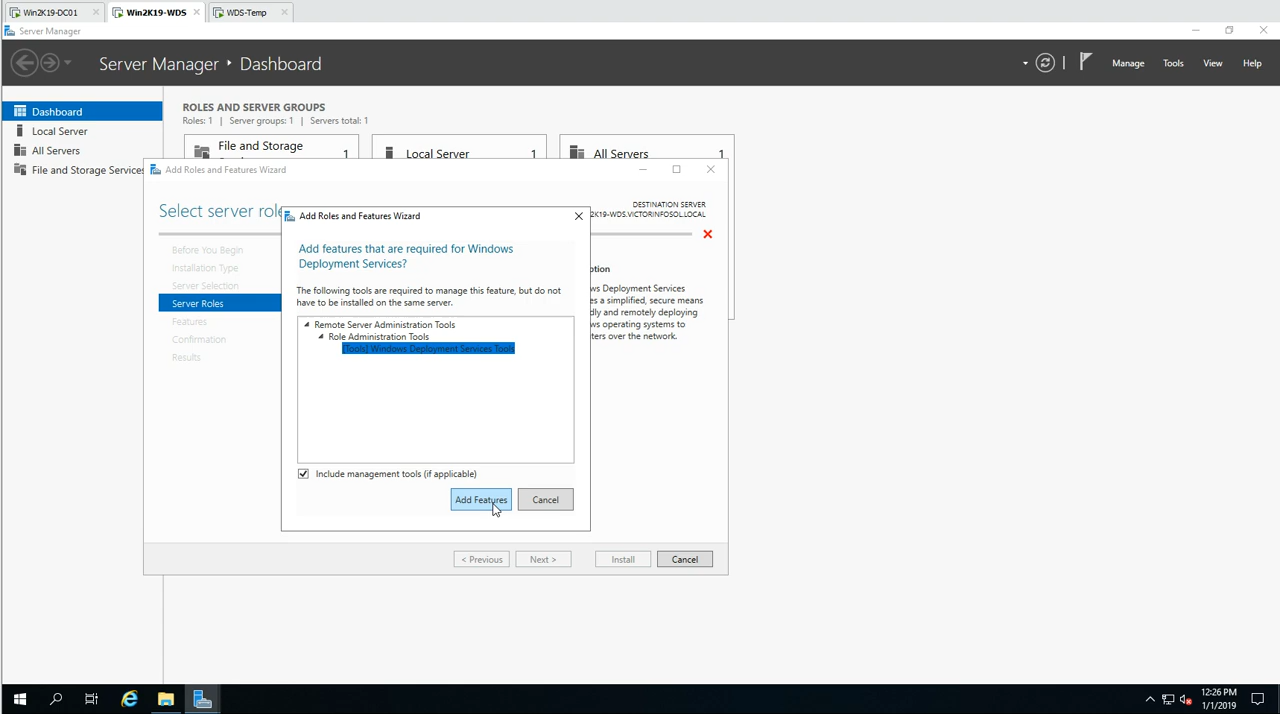 Win2K19-DC01
Win2K19-WDS
WDS-Temp
Server Manager
Server Manager
Dashboard
Manage
Tools
View
Help
Dashboard
Local Server
All Servers
File and Storage Services
ROLES AND SERVER GROUPS
Roles: 1 | Server groups: 1 | Servers total: 1
File and Storage
1
Local Server
1
All Servers
1
Add Roles and Features Wizard
Select server role
DESTINATION SERVER
2K19-WDS.VICTORINFOSOL.LOCAL
Before You Begin
Installation Type
Server Selection
Server Roles
Features
Confirmation
Results
Add Roles and Features Wizard
Add features that are required for Windows
Deployment Services?
The following tools are required to manage this feature, but do not
have to be installed on the same server.
Remote Server Administration Tools
Role Administration Tools
[Tools] Windows Deployment Services Tools
Include management tools (if applicable)
Add Features
Cancel
ption
ws Deployment Services
es a simplified, secure means
dly and remotely deploying
ws operating systems to
ters over the network.
< Previous
Next >
Install
Cancel
12:26 PM
1/1/2019